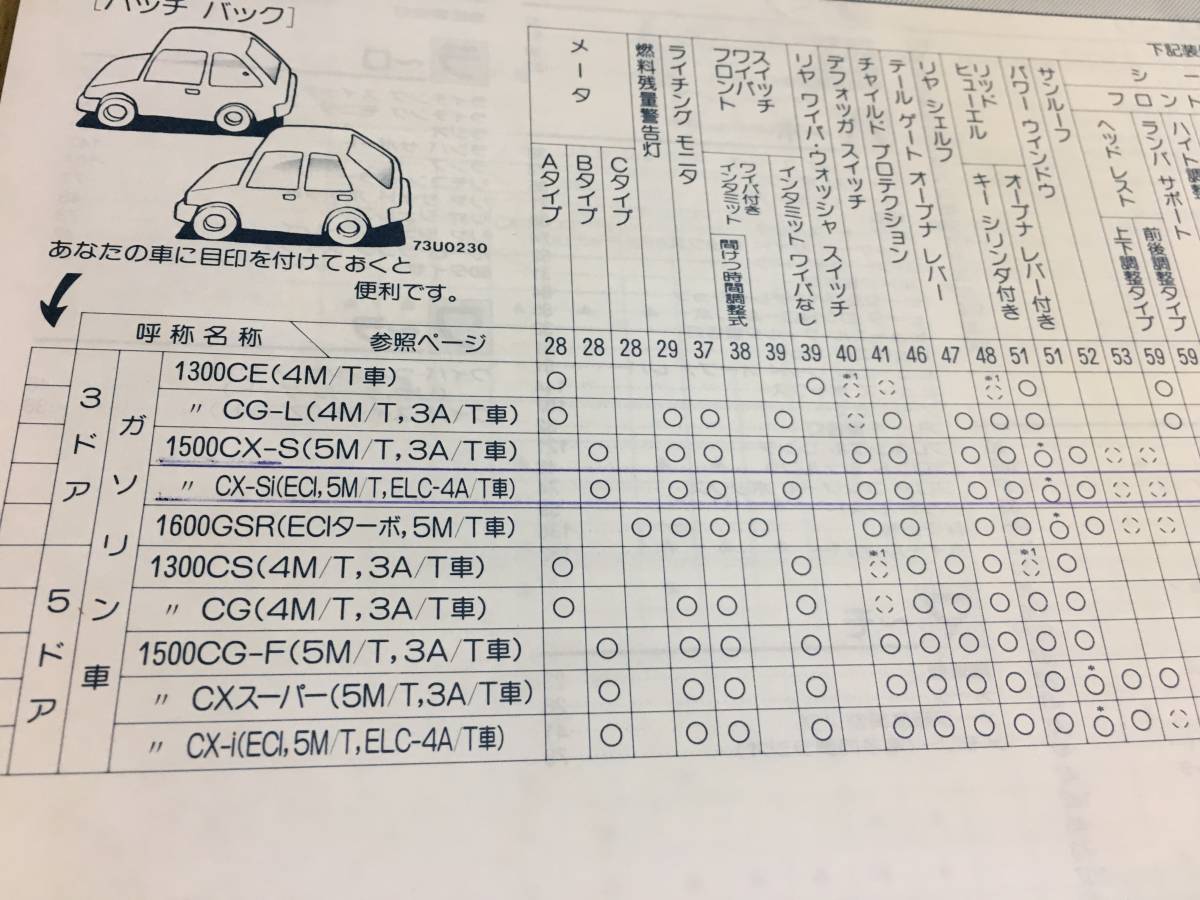 [ハッチ バック]
73U0230
あなたの車に目印を付けておくと
便利です。
下記装
シー
フロント
メータ
Aタイプ
Bタイプ
Cタイプ
燃料残量警告灯
ライチング モニタ
フロント
ワイパ
スイッチ
インタミット
ワイパ付き
間けつ時間調整式
インタミット ワイパなし
リヤ ワイパ・ウォッシャ スイッチ
デフォッガ スイッチ
チャイルド プロテクション
テール ゲート オープナ レバー
リヤ シェルフ
ヒューエル
リッド
キー シリンダ付き
オープナ レバー付き
パワー ウインドウ
サンルーフ
ヘッド レスト
上下調整タイプ
前後調整タイプ
ランバ サポート
ハイト調整
呼称名称
参照ページ
28 28 28 29 37 38 39 39 40 41 46 47 48 51 51 52 53 59 59
3ドア
5ドア
ガソリン車
1300CE(4M/T車) ○ ○ *1 ○ *1 ○ ○
〃 CG-L(4M/T,3A/T車) ○ ○ ○ ○ ○ ○ ○ ○ ○ ○
1500CX-S(5M/T,3A/T車) ○ ○ ○ ○ ○ ○ ○ ○ ○ *○ ○
〃 CX-Si(ECI,5M/T,ELC-4A/T車) ○ ○ ○ ○ ○ ○ ○ ○ *○ ○
1600GSR(ECIターボ,5M/T車) ○ ○ ○ ○ ○ ○ ○ ○ *○ ○
1300CS(4M/T,3A/T車) ○ ○ *1 ○ ○ ○ *1 ○
〃 CG(4M/T,3A/T車) ○ ○ ○ ○ ○ ○ ○ ○ ○
1500CG-F(5M/T,3A/T車) ○ ○ ○ ○ ○ ○ ○ ○ ○ ○
〃 CXスーパー(5M/T,3A/T車) ○ ○ ○ ○ ○ ○ ○ ○ ○ *○ ○ ○
〃 CX-i(ECI,5M/T,ELC-4A/T車) ○ ○ ○ ○ ○ ○ ○ ○ ○ *○ ○